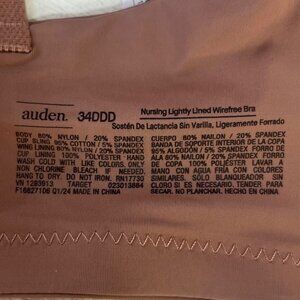 auden. 34DDD
Nursing Lightly Lined Wirefree Bra
Sostén De Lactancia Sin Varilla, Ligeramente Forrado
BODY 80% NYLON / 20% SPANDEX
CUP SLING 95% COTTON / 5% SPANDEX
WING LINING 80% NYLON / 20% SPANDEX
CUP LINING 100% POLYESTER HAND
WASH COLD WITH LIKE COLORS. ONLY
NON CHLORINE BLEACH IF NEEDED.
HANG TO DRY. DO NOT IRON. RN17730
VN 1293913 TARGET 023013884
F16827106 Q1/24 MADE IN CHINA
CUERPO 80% NAILON / 20% SPANDEX
BANDA DE SOPORTE INTERIOR DE LA COPA
95% ALGODÓN / 5% SPANDEX FORRO DE
ALA 80% NAILON / 20% SPANDEX FORRO
DE COPA 100% POLIÉSTER LAVAR A
MANO CON AGUA FRÍA CON COLORES
SIMILARES. SOLO BLANQUEADOR SIN
CLORO SI ES NECESARIO. TENDER PARA
SECAR. NO PLANCHAR. HECHO EN CHINA